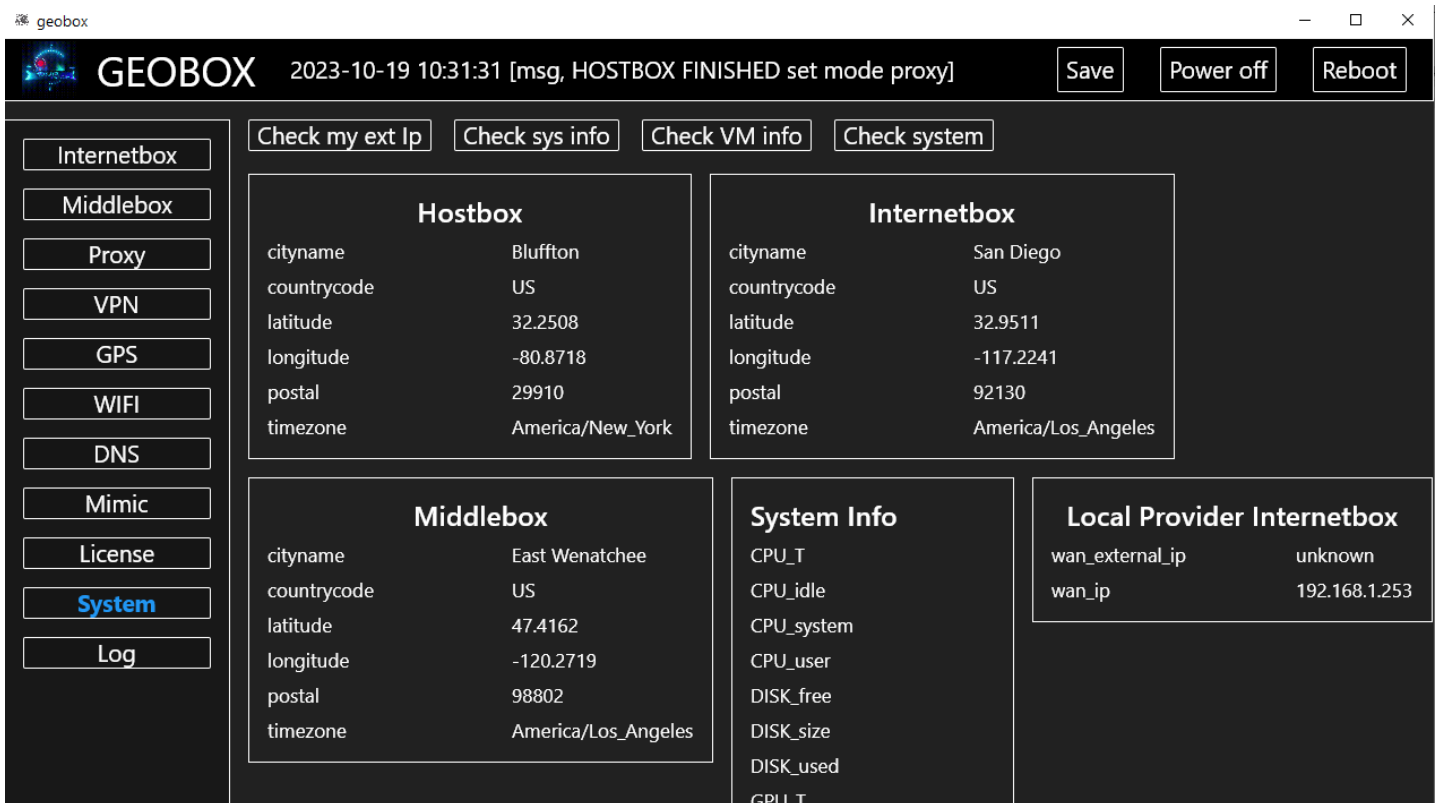 geobox
GEOBOX 2023-10-19 10:31:31 [msg, HOSTBOX FINISHED set mode proxy] Save Power off Reboot
Internetbox
Middlebox
Proxy
VPN
GPS
WIFI
DNS
Mimic
License
System
Log
Check my ext Ip Check sys info Check VM info Check system
Hostbox
cityname Bluffton
countrycode US
latitude 32.2508
longitude -80.8718
postal 29910
timezone America/New_York
Internetbox
cityname San Diego
countrycode US
latitude 32.9511
longitude -117.2241
postal 92130
timezone America/Los_Angeles
Middlebox
cityname East Wenatchee
countrycode US
latitude 47.4162
longitude -120.2719
postal 98802
timezone America/Los_Angeles
System Info
CPU_T
CPU_idle
CPU_system
CPU_user
DISK_free
DISK_size
DISK_used
GPU_T
Local Provider Internetbox
wan_external_ip unknown
wan_ip 192.168.1.253